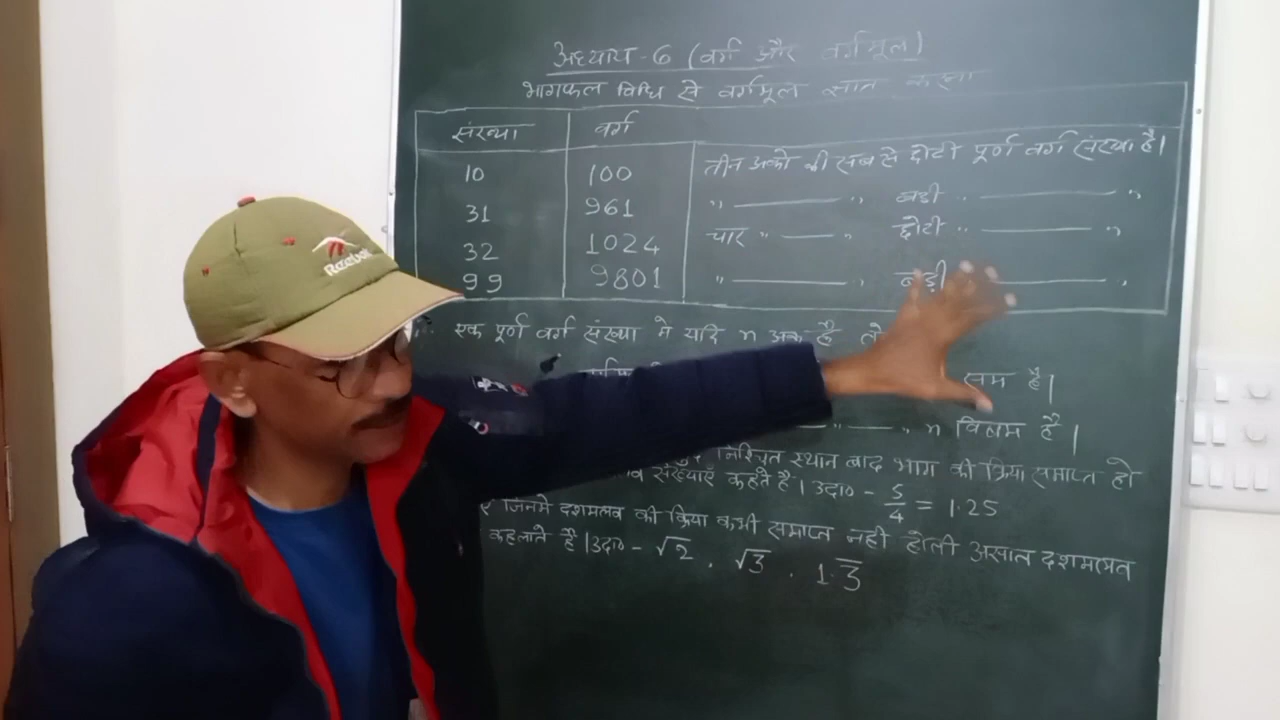 अध्याय-6 (वर्ग और वर्गमूल)
भागफल विधि से वर्गमूल ज्ञात करना
संख्या वर्ग
10 100 तीन अंको की सब से छोटी पूर्ण वर्ग संख्या है।
31 961 " ——— " बडी " ——— "
32 1024 चार " —— " छोटी " ——— "
99 9801 " ——— " बड़ी ——— "
एक पूर्ण वर्ग संख्या मे यदि n अंक है तो
सम है।
— " —— " n विषम है।
निश्चित स्थान बाद भाग की क्रिया समाप्त हो
संख्याएँ कहते है। उदा० - 5/4 = 1.25
जिनमे दशमलव की क्रिया कभी समाप्त नही होती असात दशमलव
कहलाते है। उदा० - √2 . √3 . 1.3̅
Reebok